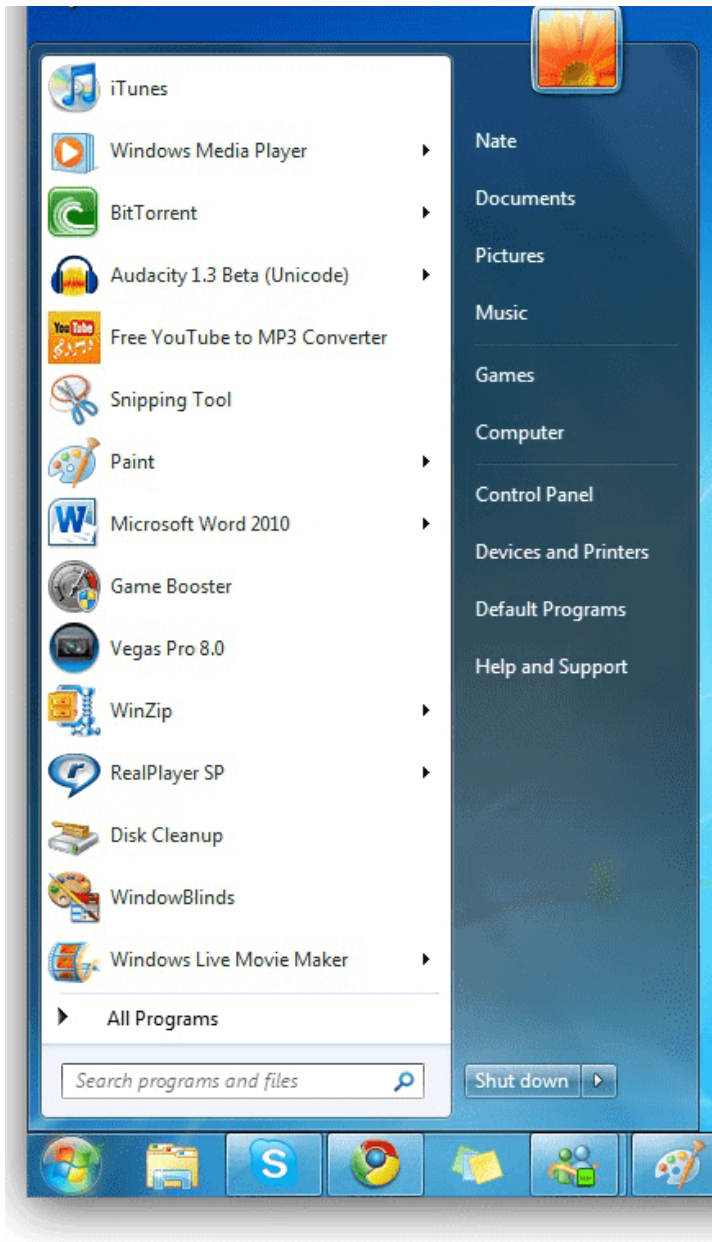 iTunes
Windows Media Player
BitTorrent
Audacity 1.3 Beta (Unicode)
You Tube
Free YouTube to MP3 Converter
Snipping Tool
Paint
W
Microsoft Word 2010
Game Booster
Vegas Pro 8.0
WinZip
r
RealPlayer SP
Disk Cleanup
WindowBlinds
Windows Live Movie Maker
All Programs
Search programs and files
Nate
Documents
Pictures
Music
Games
Computer
Control Panel
Devices and Printers
Default Programs
Help and Support
Shut down
S